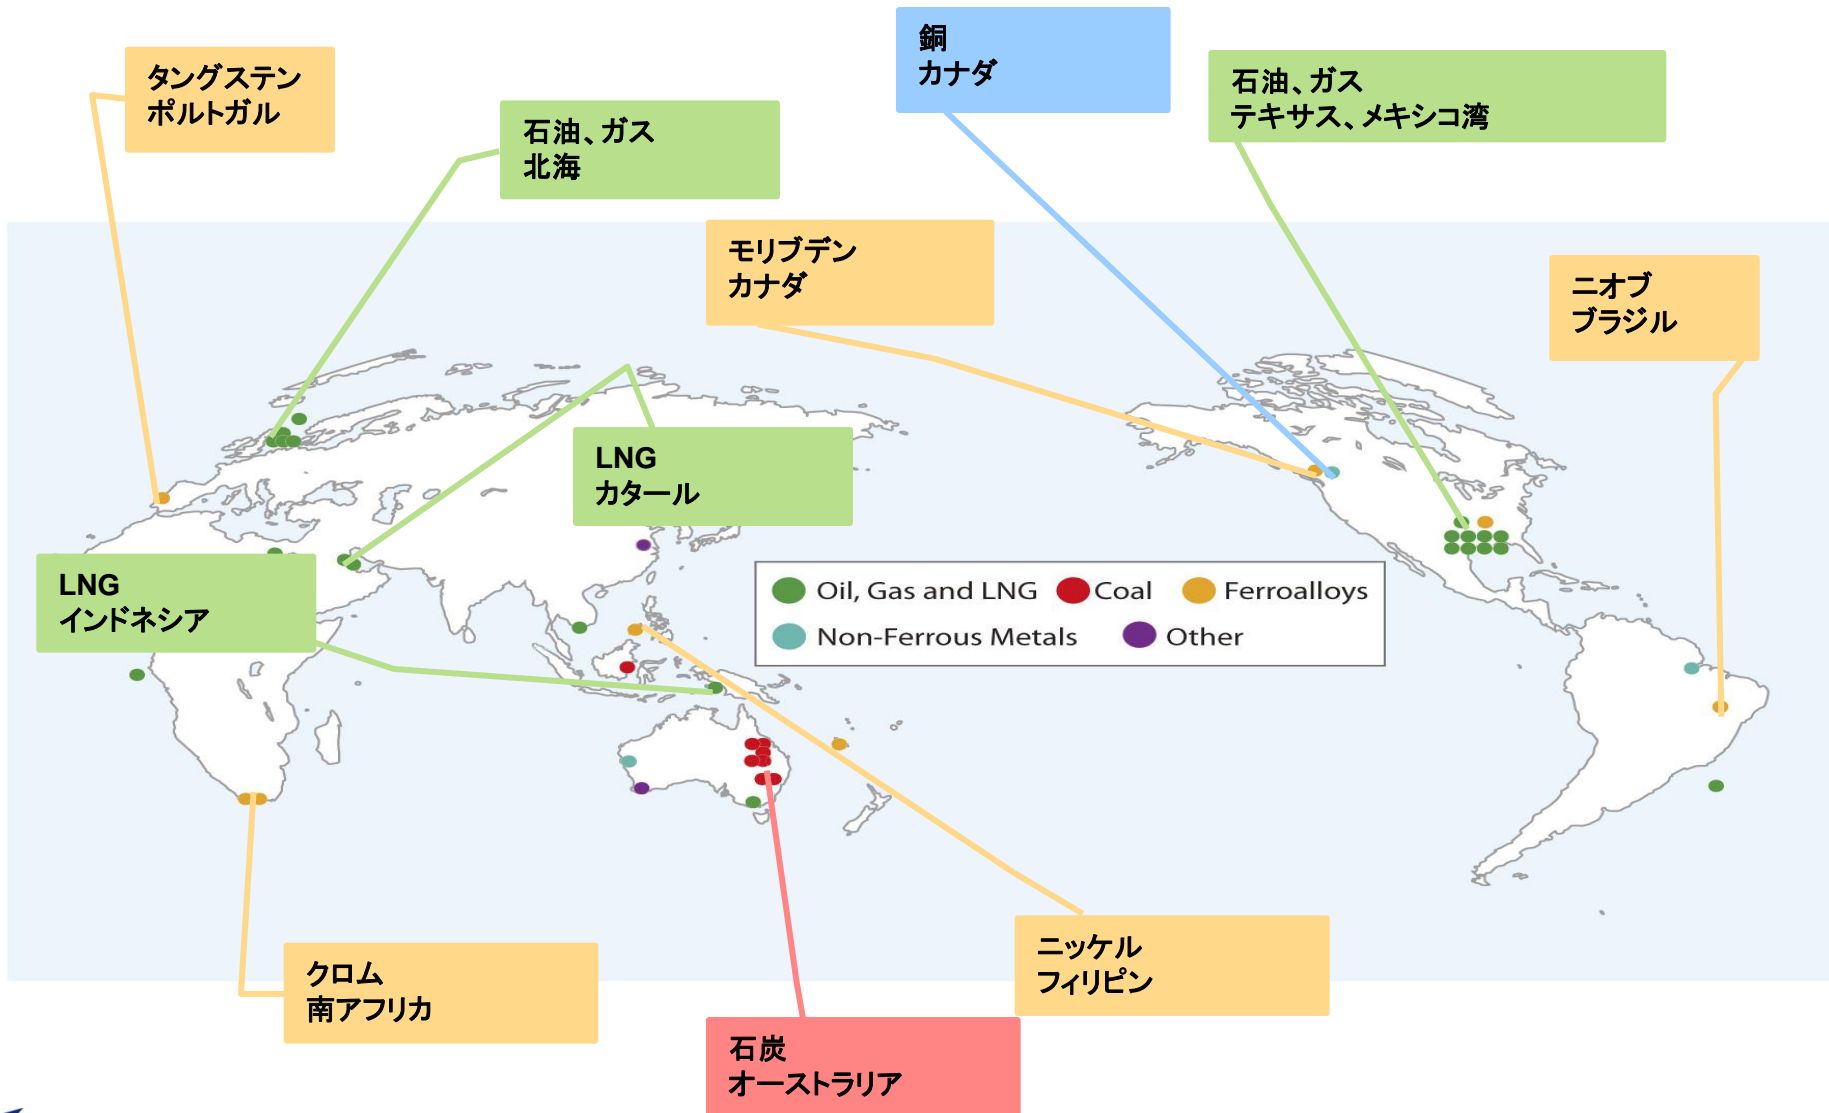 銅
カナダ
タングステン
ポルトガル
石油、ガス
テキサス、メキシコ湾
石油、ガス
北海
モリブデン
カナダ
ニオブ
ブラジル
LNG
カタール
LNG
インドネシア
Oil, Gas and LNG
Coal
Ferroalloys
Non-Ferrous Metals
Other
ニッケル
フィリピン
クロム
南アフリカ
石炭
オーストラリア